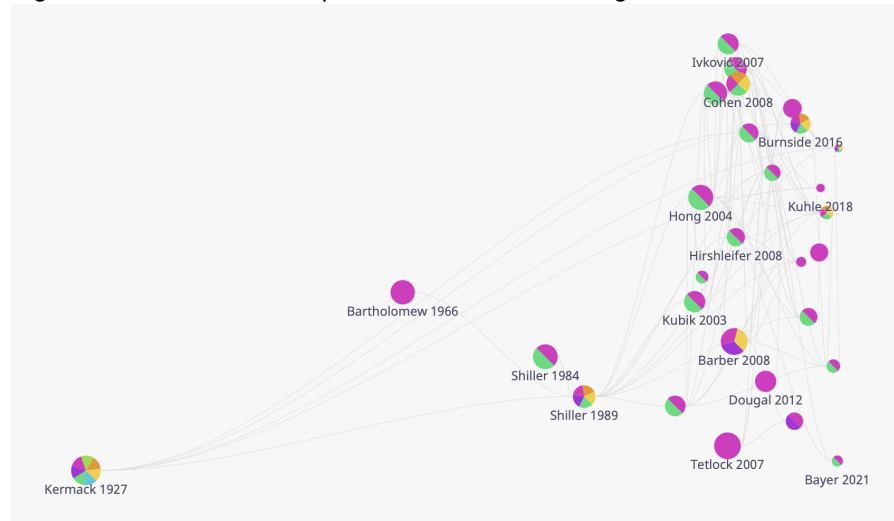 Ivković 2007
Cohen 2008
Burnside 2016
Hong 2004
Kuhle 2018
Hirshleifer 2008
Bartholomew 1966
Kubik 2003
Barber 2008
Shiller 1984
Dougal 2012
Shiller 1989
Tetlock 2007
Bayer 2021
Kermack 1927